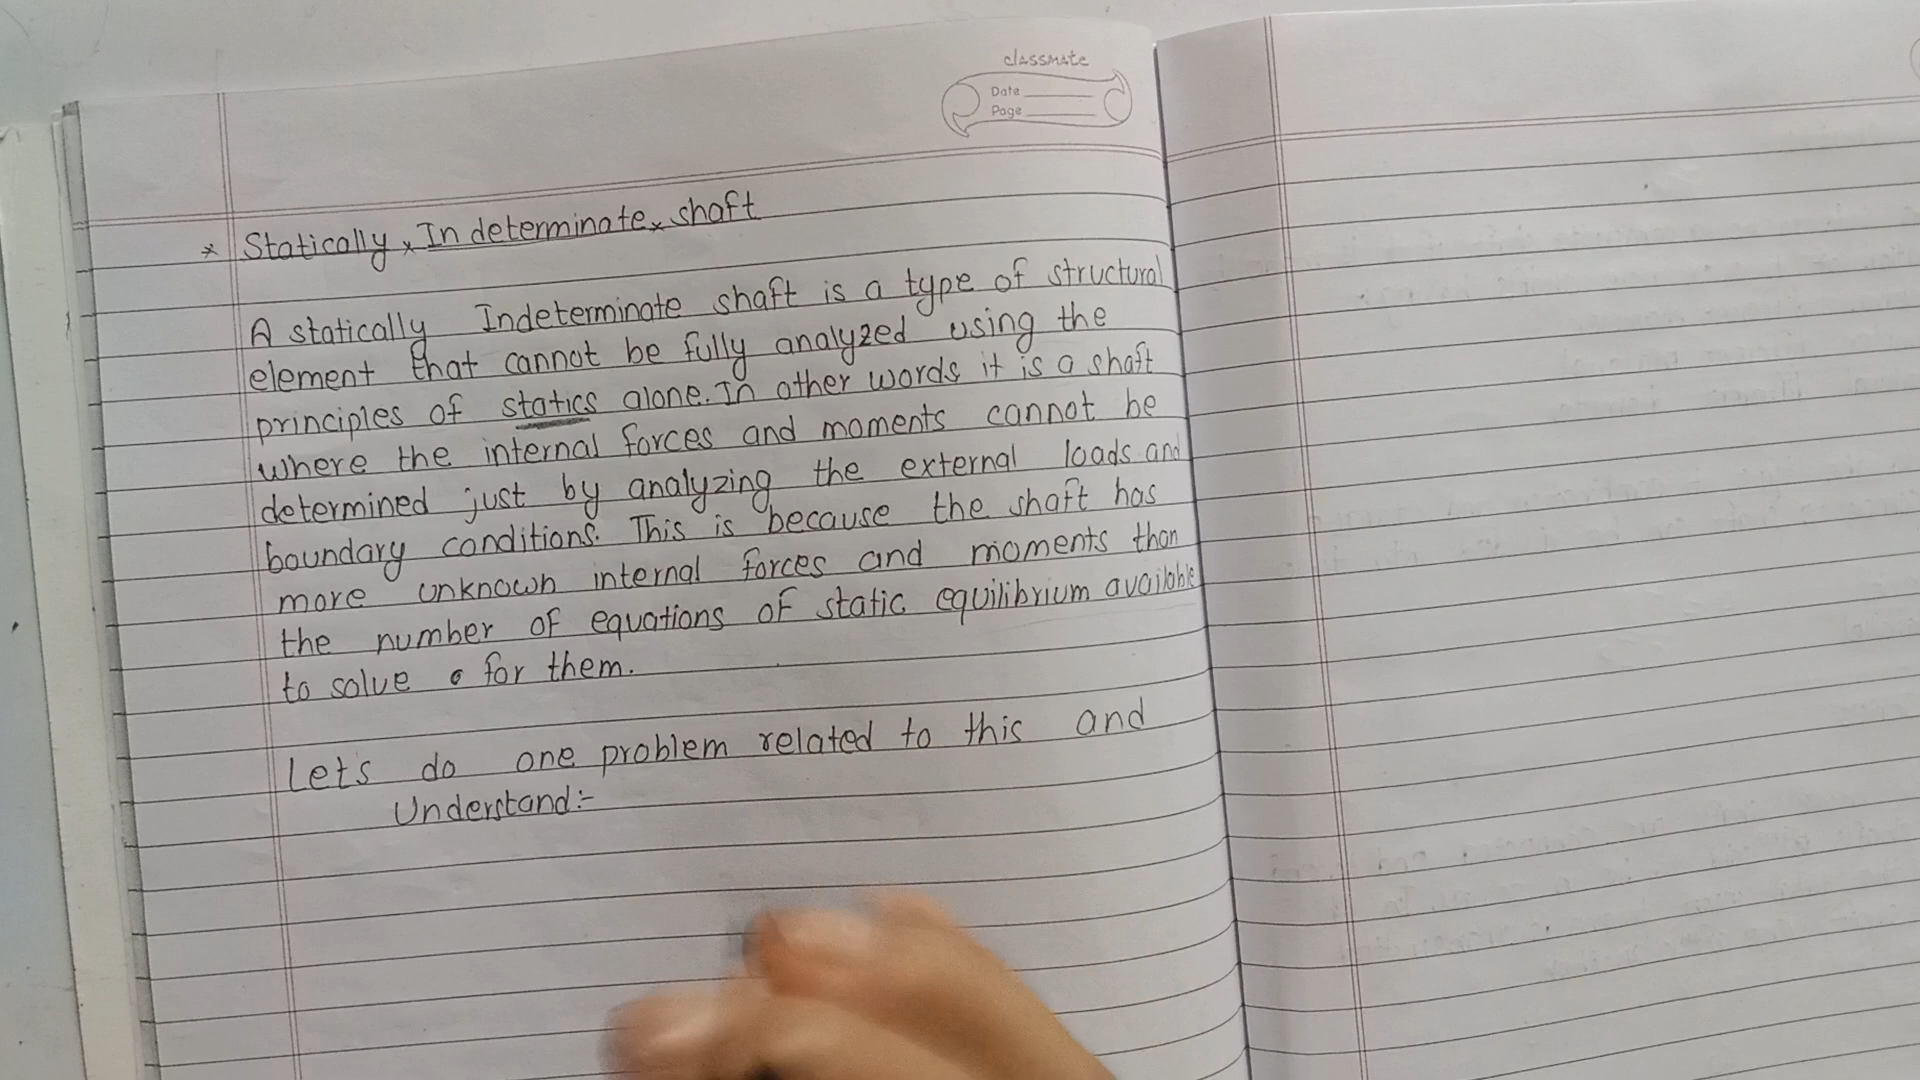 classmate
Date
Page
* Statically x Indeterminate x shaft
A statically Indeterminate shaft is a type of structural
element that cannot be fully analyzed using the
principles of statics alone. In other words it is a shaft
where the internal forces and moments cannot be
determined just by analyzing the external loads and
boundary conditions. This is because the shaft has
more unknown internal forces and moments than
the number of equations of static equilibrium available
to solve for them.
Lets do one problem related to this and
Understand:-